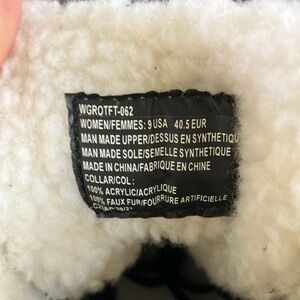 WGROTFT-062
WOMEN/FEMMES: 9 USA 40.5 EUR
MAN MADE UPPER/DESSUS EN SYNTHETIQU
MAN MADE SOLE/SEMELLE SYNTHETIQUE
MADE IN CHINA/FABRIQUE EN CHINE
COLLAR/COL:
100% ACRYLIC/ACRYLIQUE
100% FAUX FUR/FOURRURE ARTIFICIELLE